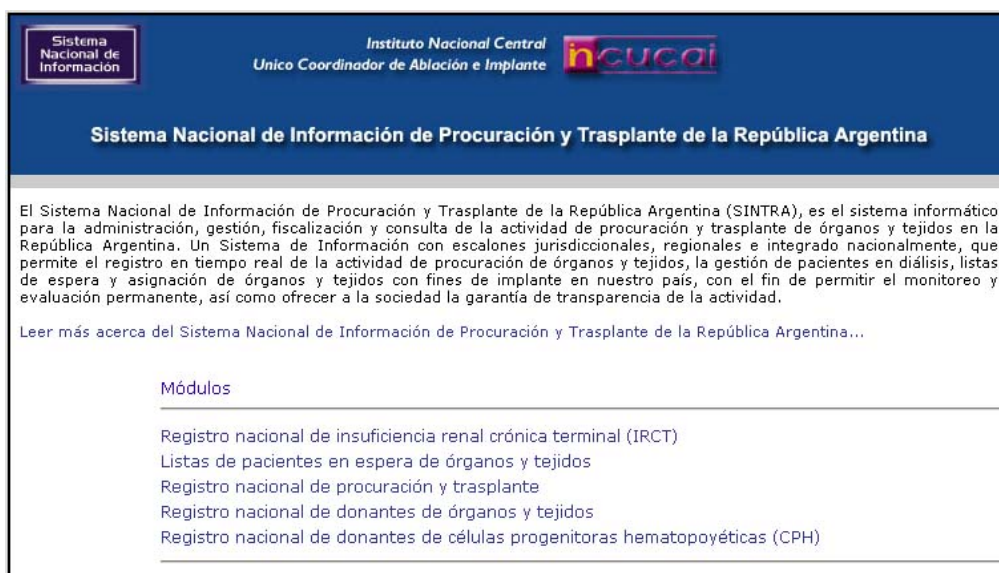 Sistema
Nacional de
Información
Instituto Nacional Central
Unico Coordinador de Ablación e Implante
incucai
Sistema Nacional de Información de Procuración y Trasplante de la República Argentina
El Sistema Nacional de Información de Procuración y Trasplante de la República Argentina (SINTRA), es el sistema informático
para la administración, gestión, fiscalización y consulta de la actividad de procuración y trasplante de órganos y tejidos en la
República Argentina. Un Sistema de Información con escalones jurisdiccionales, regionales e integrado nacionalmente, que
permite el registro en tiempo real de la actividad de procuración de órganos y tejidos, la gestión de pacientes en diálisis, listas
de espera y asignación de órganos y tejidos con fines de implante en nuestro país, con el fin de permitir el monitoreo y
evaluación permanente, así como ofrecer a la sociedad la garantía de transparencia de la actividad.
Leer más acerca del Sistema Nacional de Información de Procuración y Trasplante de la República Argentina...
Módulos
Registro nacional de insuficiencia renal crónica terminal (IRCT)
Listas de pacientes en espera de órganos y tejidos
Registro nacional de procuración y trasplante
Registro nacional de donantes de órganos y tejidos
Registro nacional de donantes de células progenitoras hematopoyéticas (CPH)